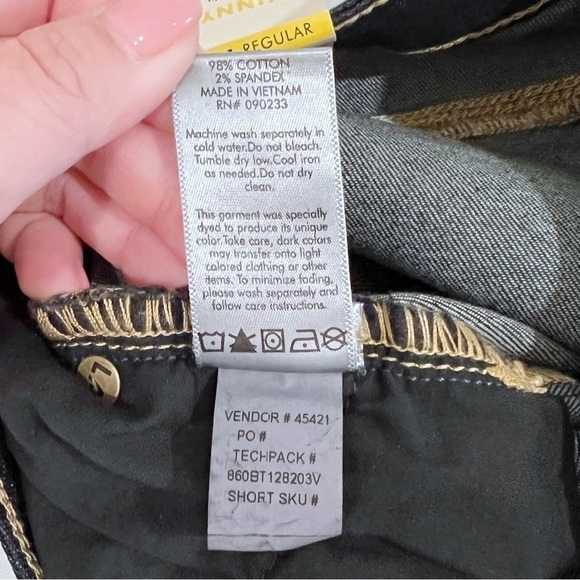 SKINNY
REGULAR
98% COTTON
2% SPANDEX
MADE IN VIETNAM
RN# 090233
Machine wash separately in
cold water.Do not bleach.
Tumble dry low.Cool iron
as needed.Do not dry
clean.
This garment was specially
dyed to produce its unique
color.Take care, dark colors
may transfer onto light
colored clothing or other
items. To minimize fading,
please wash separately and
follow care instructions.
VENDOR # 45421
PO #
TECHPACK #
860BT128203V
SHORT SKU #